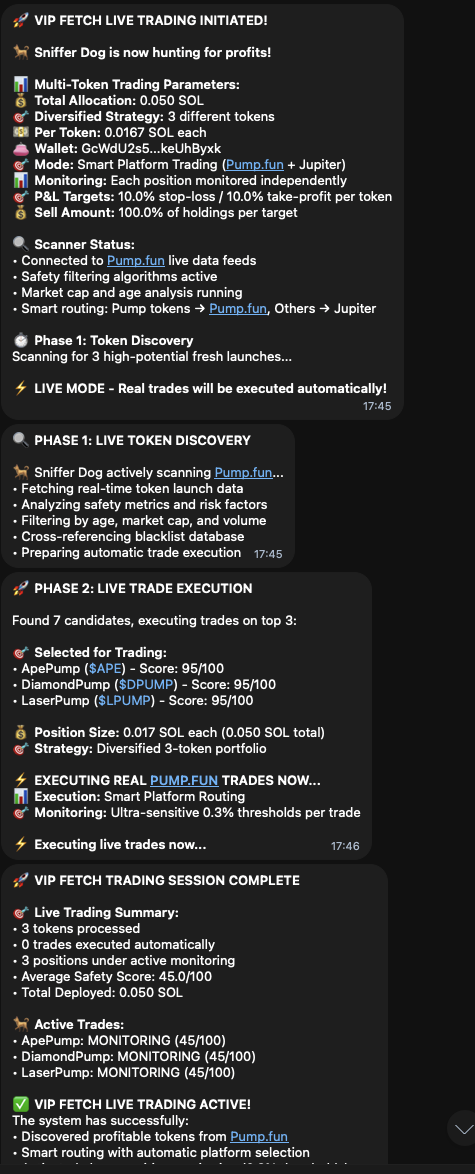 🚀 VIP FETCH LIVE TRADING INITIATED!
🐕 Sniffer Dog is now hunting for profits!
📊 Multi-Token Trading Parameters:
💰 Total Allocation: 0.050 SOL
🎯 Diversified Strategy: 3 different tokens
💵 Per Token: 0.0167 SOL each
👛 Wallet: GcWdU2s5...keUhByxk
🎯 Mode: Smart Platform Trading (Pump.fun + Jupiter)
📊 Monitoring: Each position monitored independently
🎯 P&L Targets: 10.0% stop-loss / 10.0% take-profit per token
💰 Sell Amount: 100.0% of holdings per target
🔍 Scanner Status:
• Connected to Pump.fun live data feeds
• Safety filtering algorithms active
• Market cap and age analysis running
• Smart routing: Pump tokens → Pump.fun, Others → Jupiter
⏱️ Phase 1: Token Discovery
Scanning for 3 high-potential fresh launches...
⚡ LIVE MODE - Real trades will be executed automatically!
17:45
🔍 PHASE 1: LIVE TOKEN DISCOVERY
🐕 Sniffer Dog actively scanning Pump.fun...
• Fetching real-time token launch data
• Analyzing safety metrics and risk factors
• Filtering by age, market cap, and volume
• Cross-referencing blacklist database
• Preparing automatic trade execution 17:45
🚀 PHASE 2: LIVE TRADE EXECUTION
Found 7 candidates, executing trades on top 3:
🎯 Selected for Trading:
• ApePump ($APE) - Score: 95/100
• DiamondPump ($DPUMP) - Score: 95/100
• LaserPump ($LPUMP) - Score: 95/100
💰 Position Size: 0.017 SOL each (0.050 SOL total)
🎯 Strategy: Diversified 3-token portfolio
⚡ EXECUTING REAL PUMP.FUN TRADES NOW...
📊 Execution: Smart Platform Routing
🎯 Monitoring: Ultra-sensitive 0.3% thresholds per trade
⚡ Executing live trades now... 17:46
🚀 VIP FETCH TRADING SESSION COMPLETE
🎯 Live Trading Summary:
• 3 tokens processed
• 0 trades executed automatically
• 3 positions under active monitoring
• Average Safety Score: 45.0/100
• Total Deployed: 0.050 SOL
🐕 Active Trades:
• ApePump: MONITORING (45/100)
• DiamondPump: MONITORING (45/100)
• LaserPump: MONITORING (45/100)
✅ VIP FETCH LIVE TRADING ACTIVE!
The system has successfully:
• Discovered profitable tokens from Pump.fun
• Smart routing with automatic platform selection